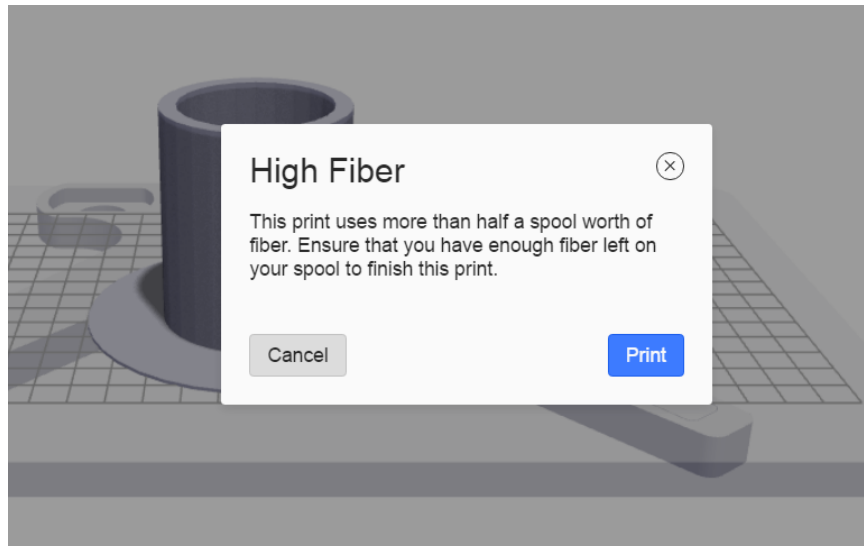 High Fiber
This print uses more than half a spool worth of
fiber. Ensure that you have enough fiber left on
your spool to finish this print.
Cancel
Print